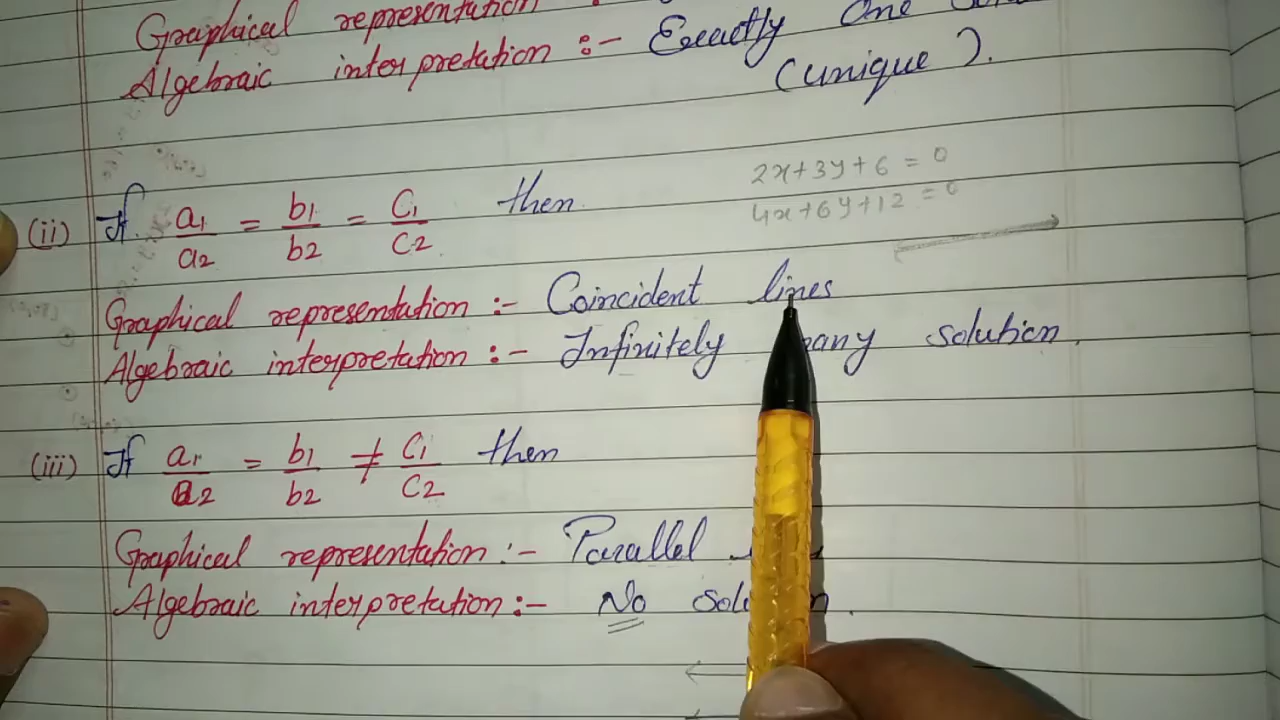 Graphical representation :-
Algebraic interpretation :- Exactly One
(unique).
2x+3y+6 = 0
4x+6y+12 = 0
(ii) If a1/a2 = b1/b2 = C1/C2 then
Graphical representation :- Coincident lines
Algebraic interpretation :- Infinitely many solution.
(iii) If a1/a2 = b1/b2 ≠ C1/C2 then
Graphical representation :- Parallel
Algebraic interpretation :- No solution.